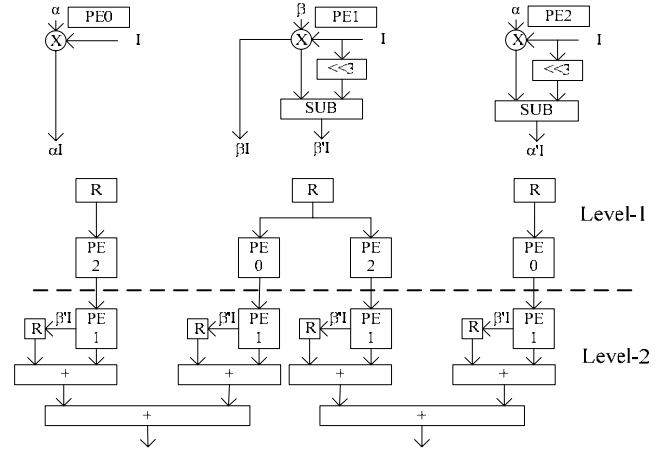 α PE0 β PE1 α PE2
X I X I X I
<<3 <<3
SUB SUB
αI βI β'I α'I
R R R
Level-1
PE PE PE PE
2 0 2 0
R β'I PE R β'I PE R β'I PE R β'I PE
1 1 1 1
Level-2
+ + + +
+ +